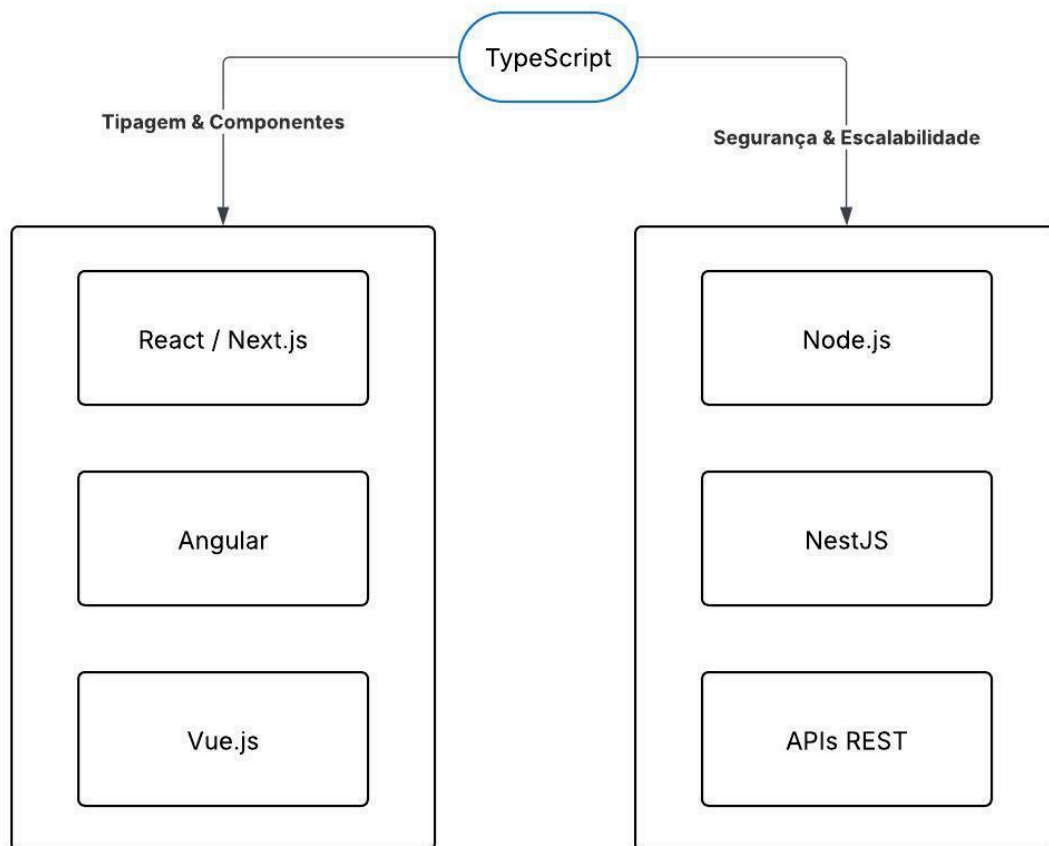 TypeScript
Tipagem & Componentes
Segurança & Escalabilidade
React / Next.js
Angular
Vue.js
Node.js
NestJS
APIs REST